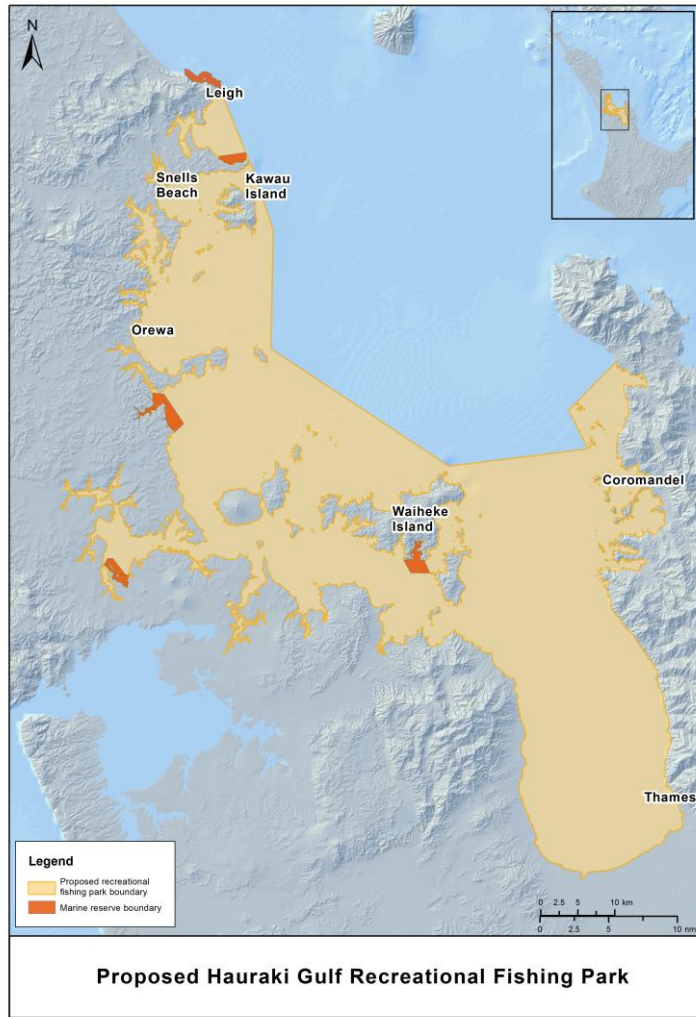 N
Leigh
Snells
Beach
Kawau
Island
Orewa
Coromandel
Waiheke
Island
Thames
Legend
Proposed recreational
fishing park boundary
Marine reserve boundary
0 2.5 5 10 km
0 2.5 5 10 nm
Proposed Hauraki Gulf Recreational Fishing Park